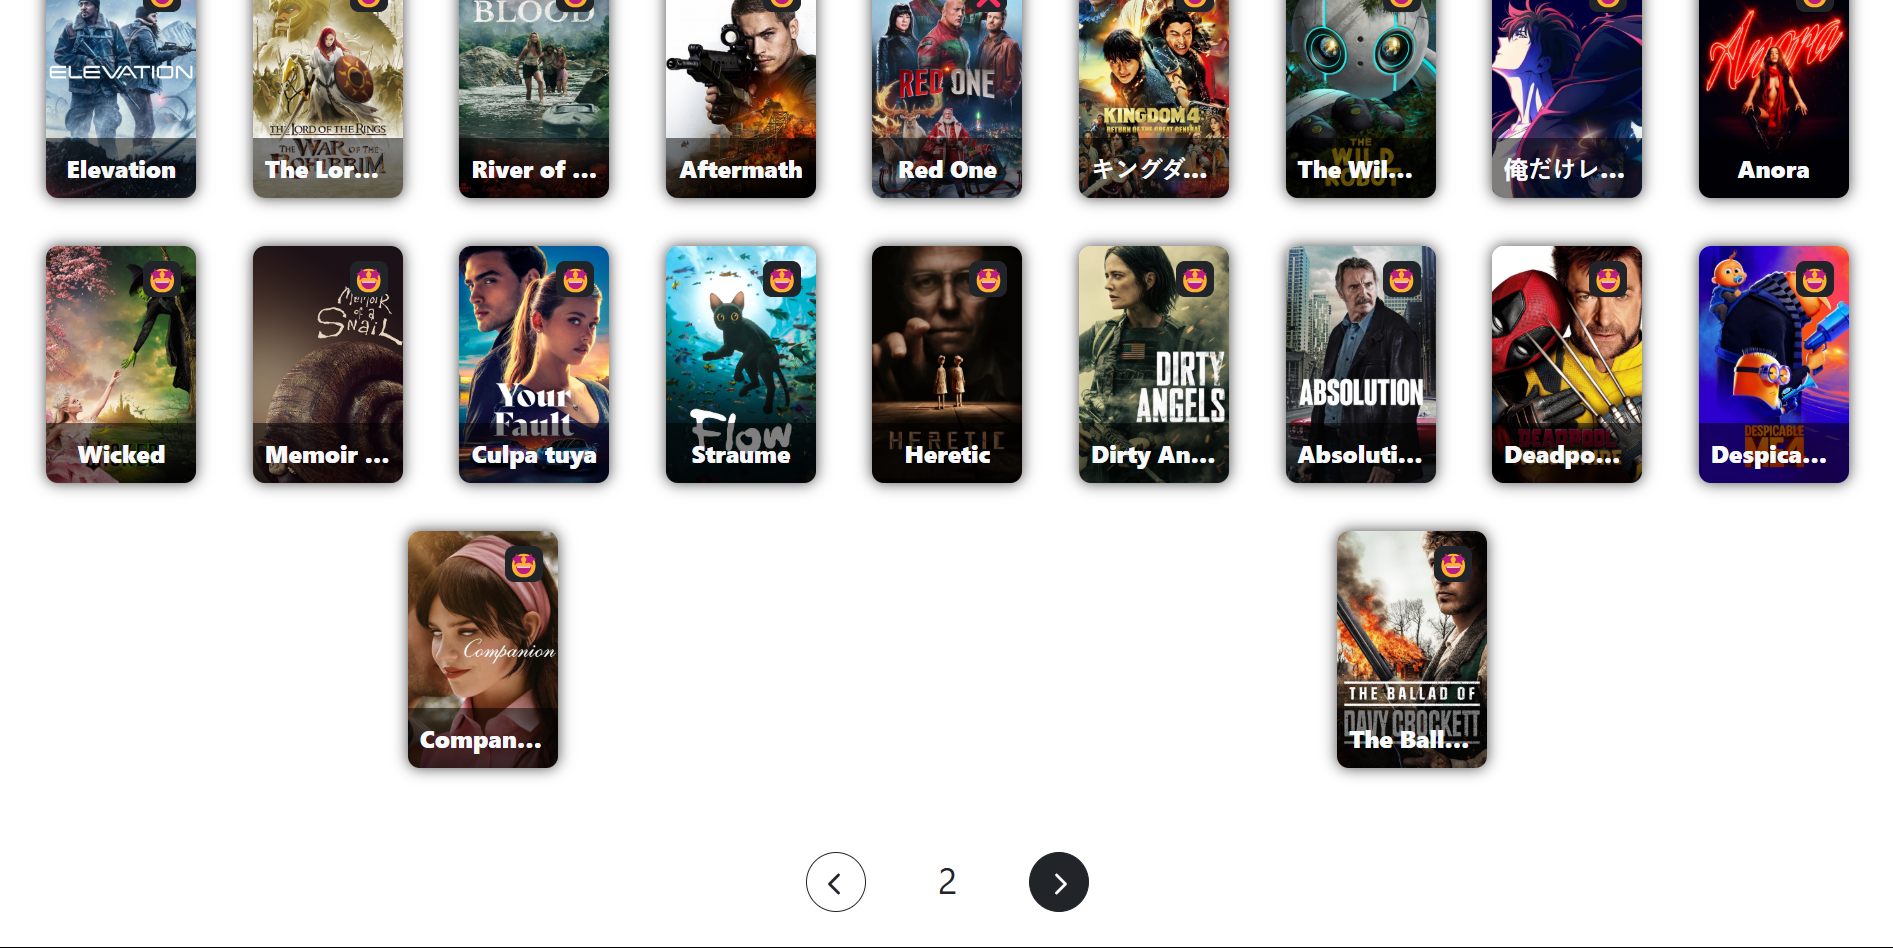 BLOOD
ELEVATION
THE LORD OF THE RINGS
THE WAR OF THE
ROHIRRIM
RED ONE
KINGDOM 4
RETURN OF THE GREAT GENERAL
THE
WILD
ROBOT
Anora
Elevation
The Lor...
River of ...
Aftermath
Red One
キングダ...
The Wil...
俺だけレ...
Anora
Memoir
of a
Snail
Your
Fault
Flow
HERETIC
DIRTY
ANGELS
ABSOLUTION
DEADPOOL
DESPICABLE
ME 4
Wicked
Memoir ...
Culpa tuya
Straume
Heretic
Dirty An...
Absoluti...
Deadpo...
Despica...
Companion
THE BALLAD OF
DAVY CROCKETT
Compan...
The Ball...
2